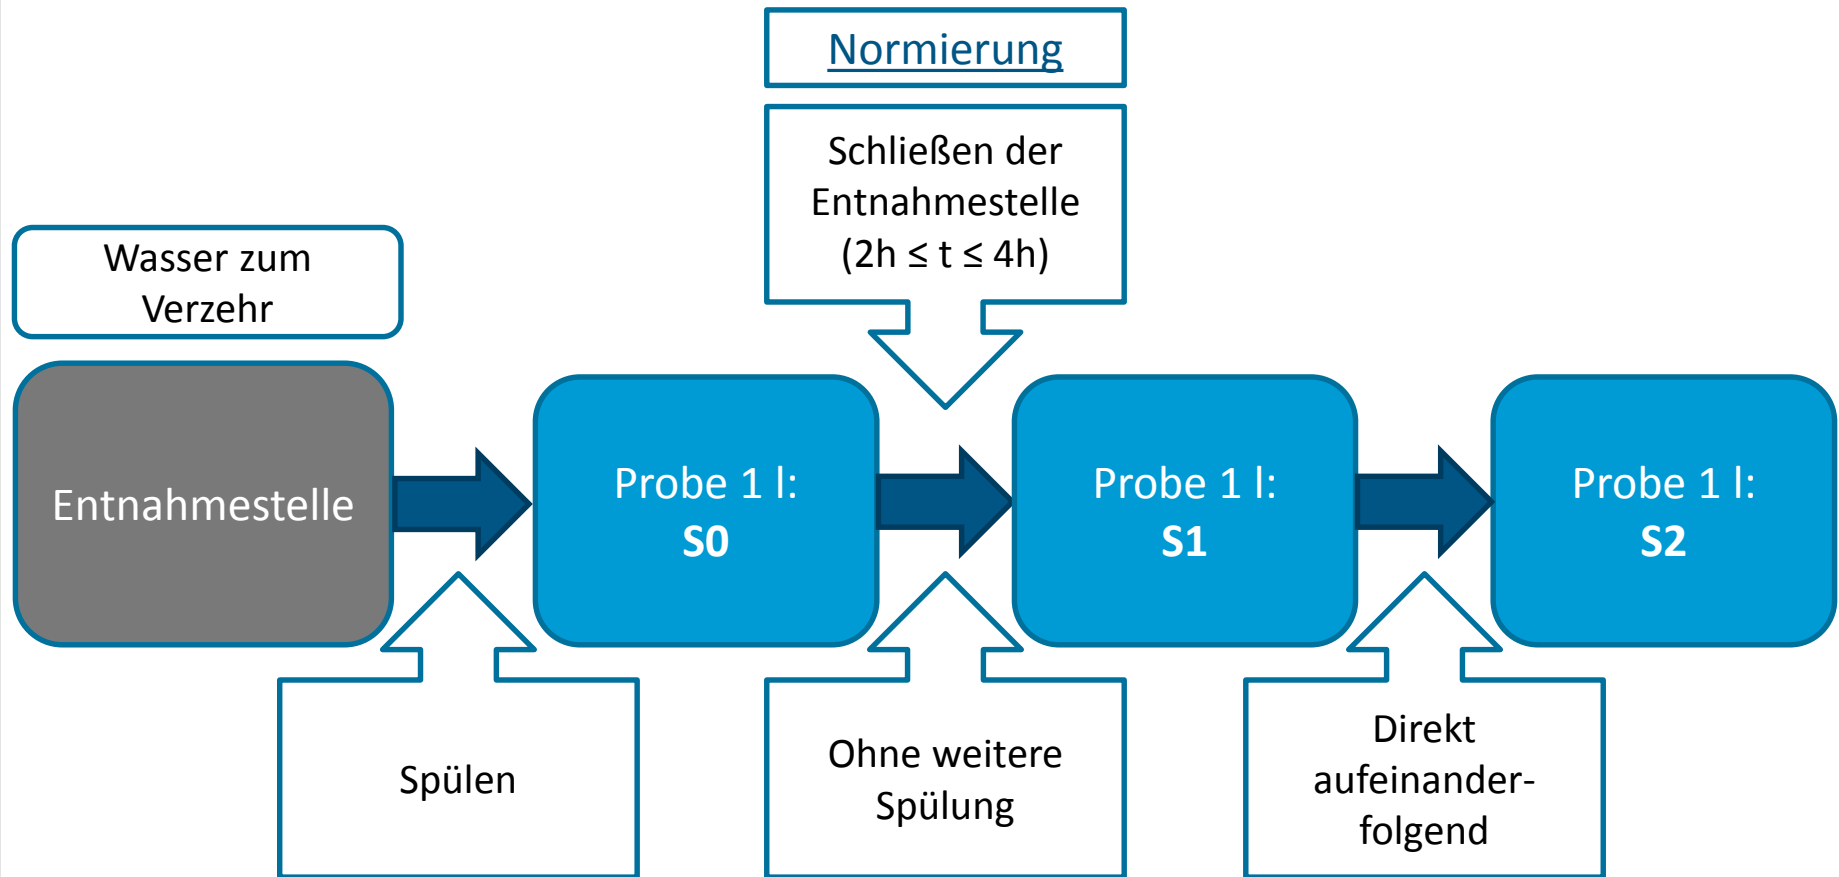 Normierung
Schließen der
Entnahmestelle
(2h ≤ t ≤ 4h)
Wasser zum
Verzehr
Entnahmestelle
Probe 1 l:
S0
Probe 1 l:
S1
Probe 1 l:
S2
Spülen
Ohne weitere
Spülung
Direkt
aufeinander-
folgend